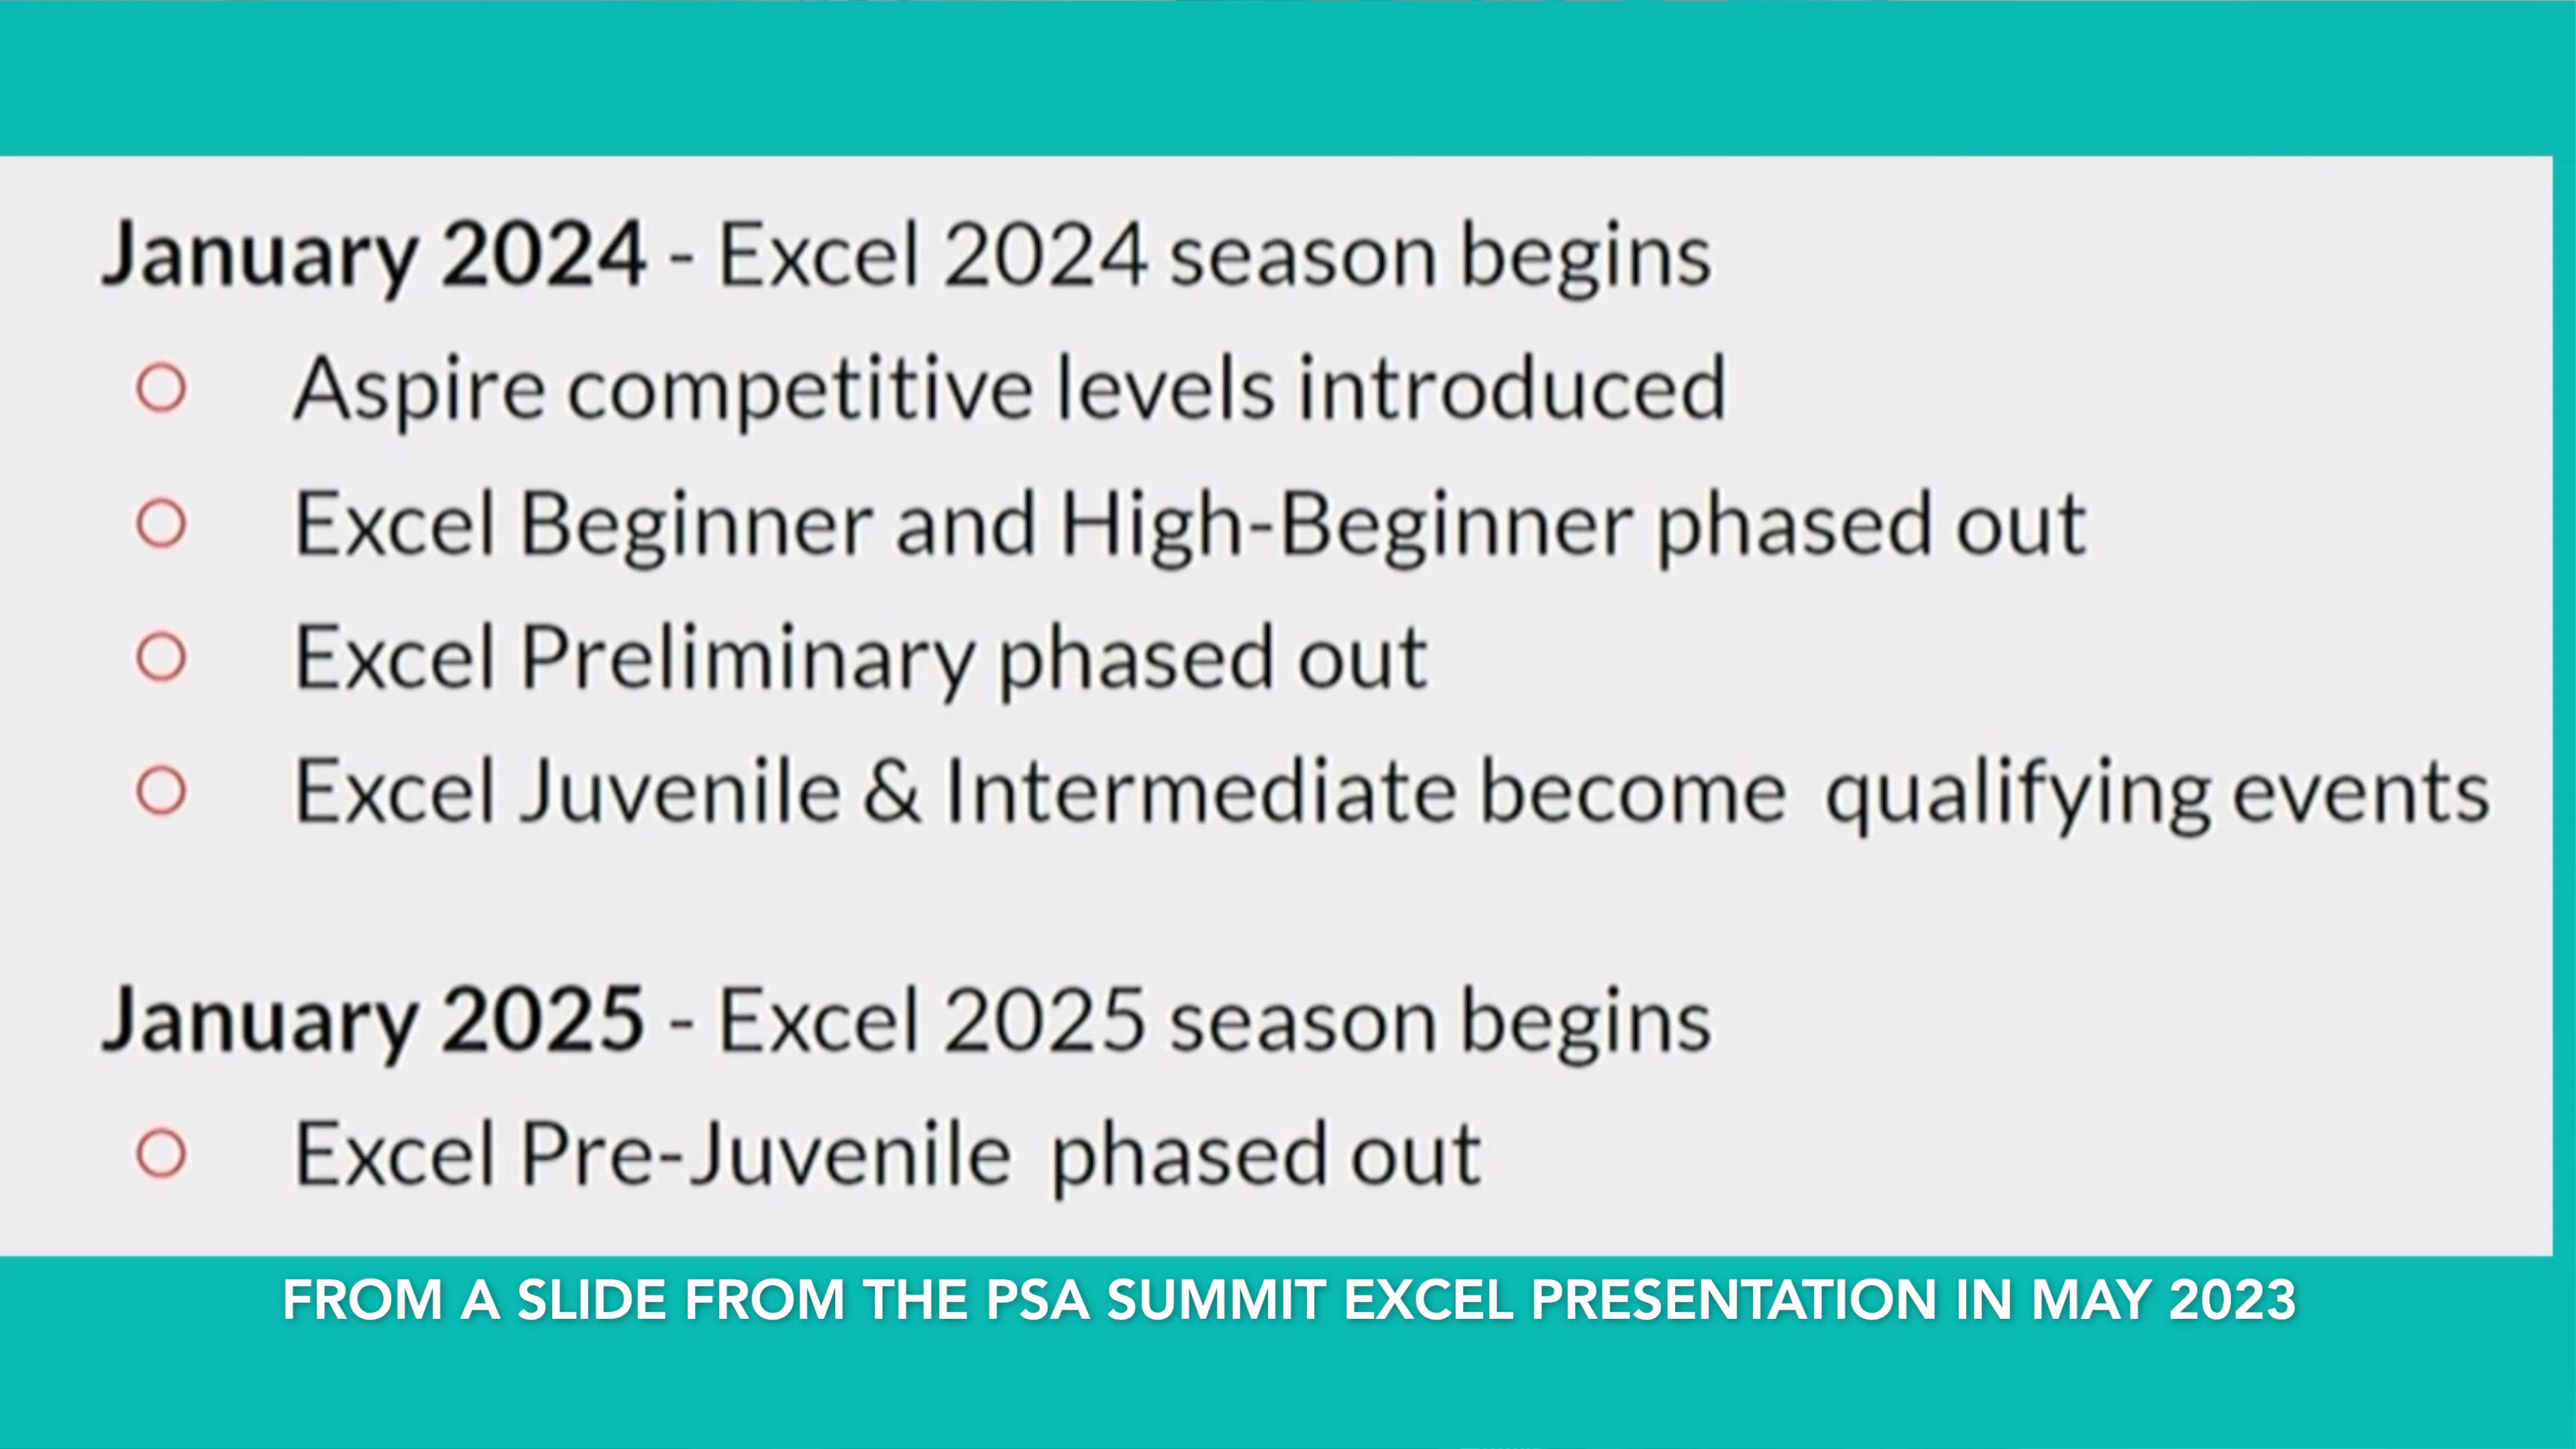 January 2024 - Excel 2024 season begins
Aspire competitive levels introduced
Excel Beginner and High-Beginner phased out
Excel Preliminary phased out
Excel Juvenile & Intermediate become qualifying events
January 2025 - Excel 2025 season begins
Excel Pre-Juvenile phased out
FROM A SLIDE FROM THE PSA SUMMIT EXCEL PRESENTATION IN MAY 2023